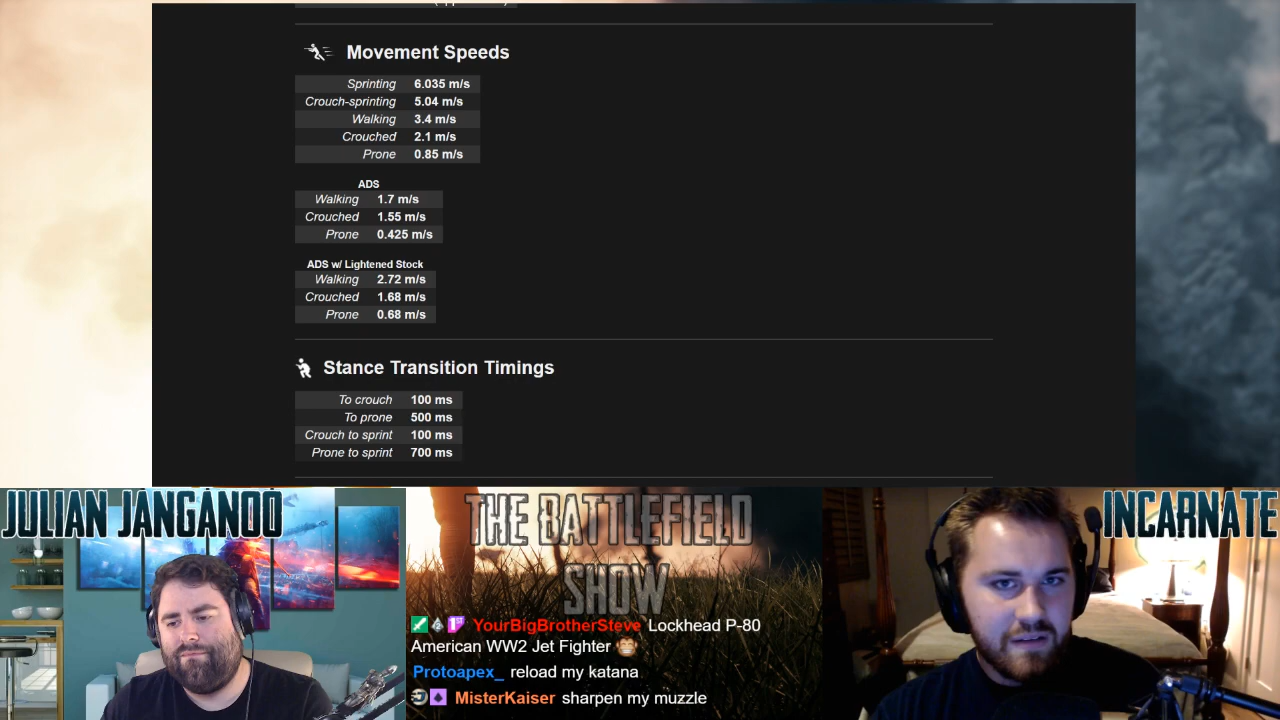 Movement Speeds
Sprinting 6.035 m/s
Crouch-sprinting 5.04 m/s
Walking 3.4 m/s
Crouched 2.1 m/s
Prone 0.85 m/s
ADS
Walking 1.7 m/s
Crouched 1.55 m/s
Prone 0.425 m/s
ADS w/ Lightened Stock
Walking 2.72 m/s
Crouched 1.68 m/s
Prone 0.68 m/s
Stance Transition Timings
To crouch 100 ms
To prone 500 ms
Crouch to sprint 100 ms
Prone to sprint 700 ms
JULIAN JANGANOO
THE BATTLEFIELD
SHOW
YourBigBrotherSteve Lockhead P-80
American WW2 Jet Fighter
Protoapex_ reload my katana
MisterKaiser sharpen my muzzle
INCARNATE